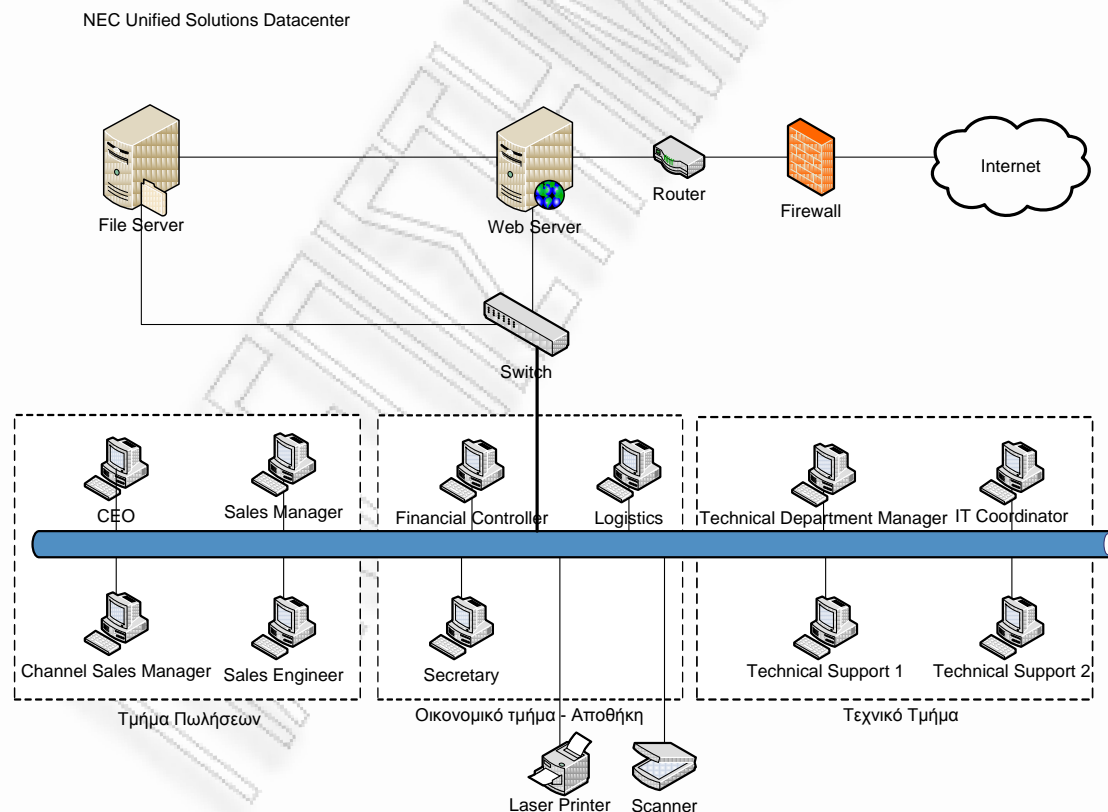 NEC Unified Solutions Datacenter
Internet
Router
Firewall
File Server
Web Server
Switch
CEO
Sales Manager
Financial Controller
Logistics
Technical Department Manager
IT Coordinator
Channel Sales Manager
Sales Engineer
Secretary
Technical Support 1
Technical Support 2
Τμήμα Πωλήσεων
Οικονομικό τμήμα - Αποθήκη
Τεχνικό Τμήμα
Laser Printer
Scanner